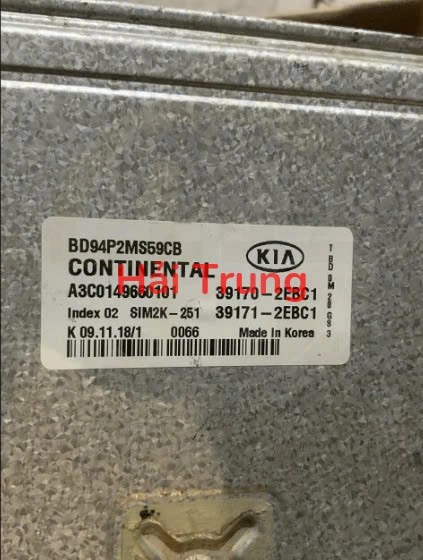 BD94P2MS59CB
CONTINENTAL
KIA
Hải Trung
A3C0149660101 39170-2EBC1
Index 02 SIM2K-251 39171-2EBC1
K 09.11.18/1 0066 Made in Korea